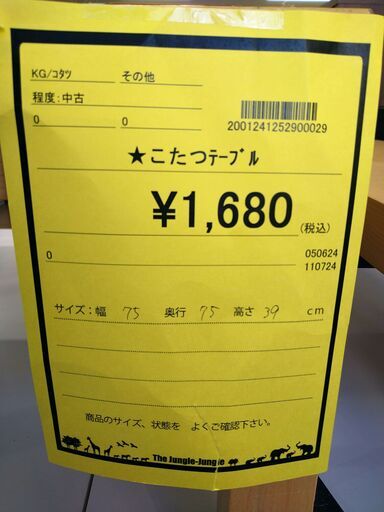 KG/ｺﾀﾂ その他
程度:中古
0 0
2001241252900029
★こたつﾃｰﾌﾞﾙ
¥1,680(税込)
0 050624
110724
サイズ:幅 75 奥行 75 高さ 39 cm
商品のサイズ、状態を よくご確認下さい。
The Jungle-Jungle